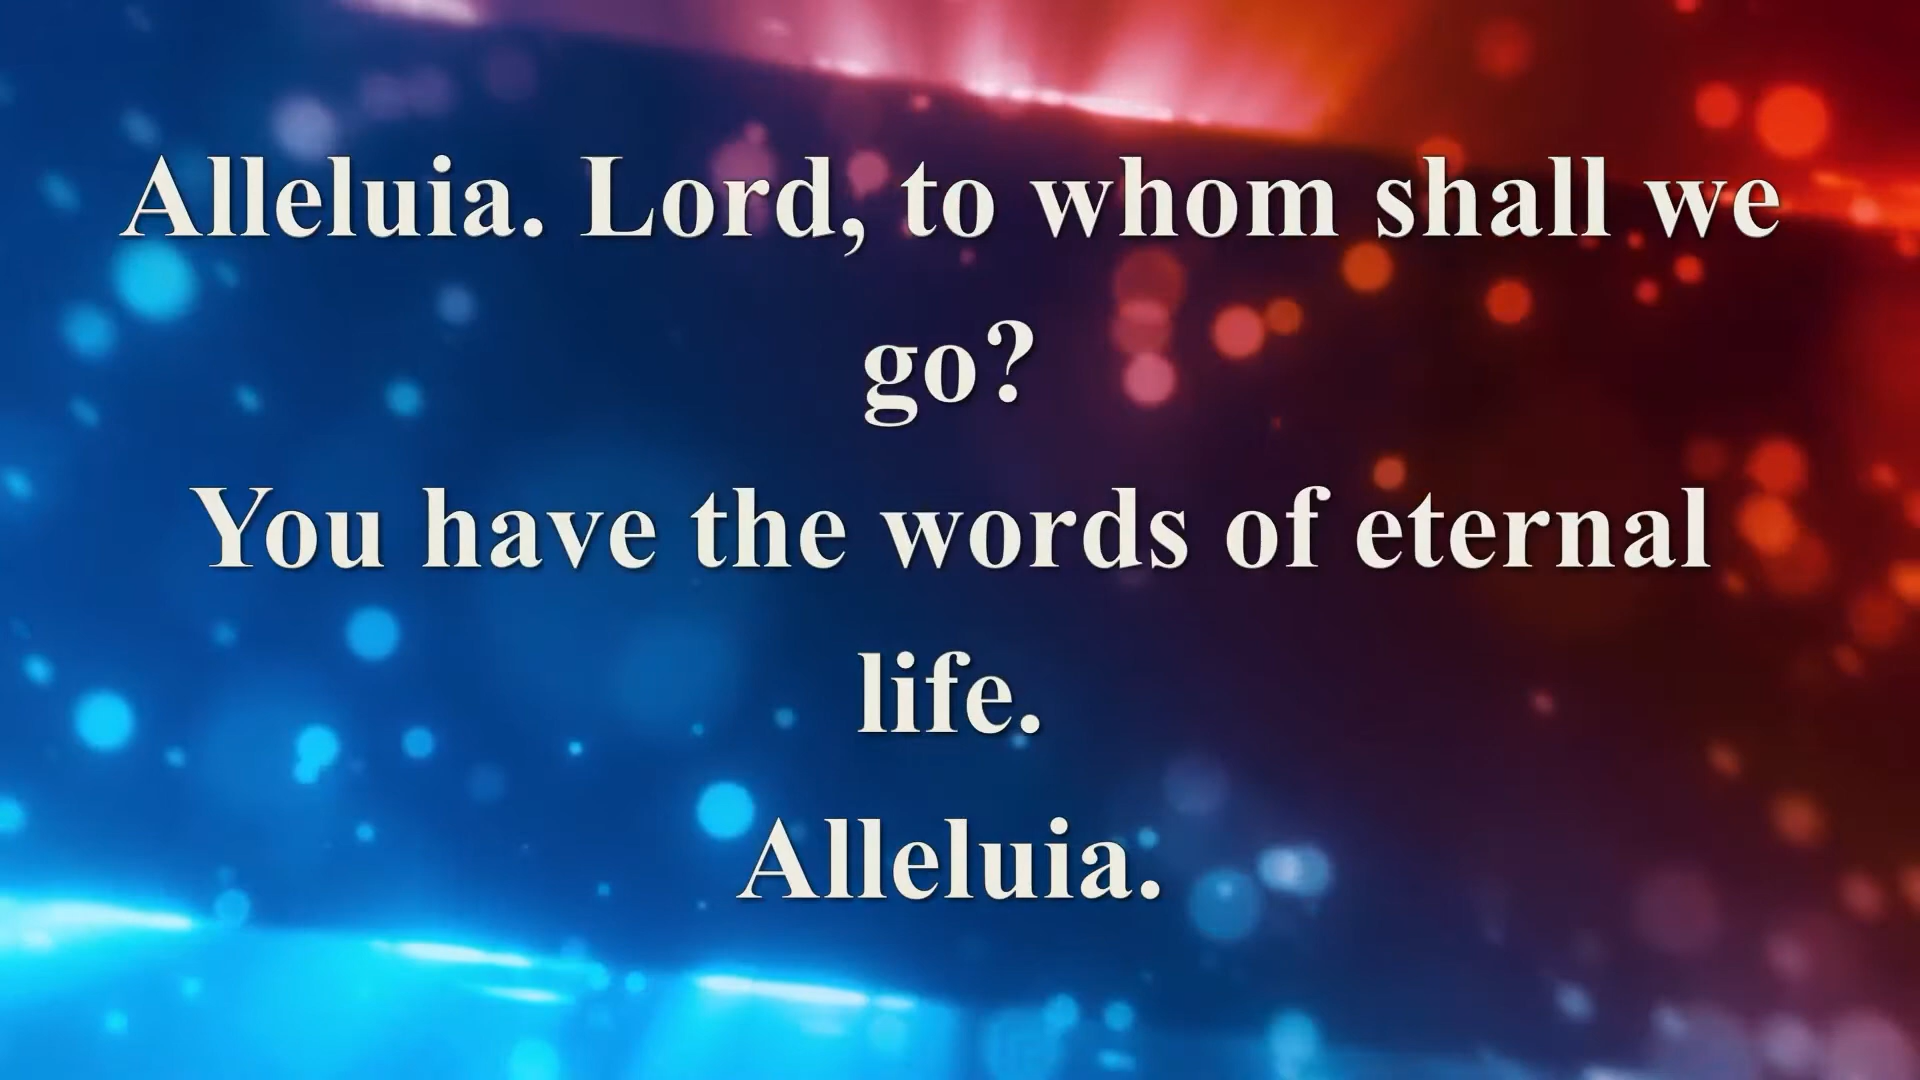 Alleluia. Lord, to whom shall we
go?
You have the words of eternal
life.
Alleluia.